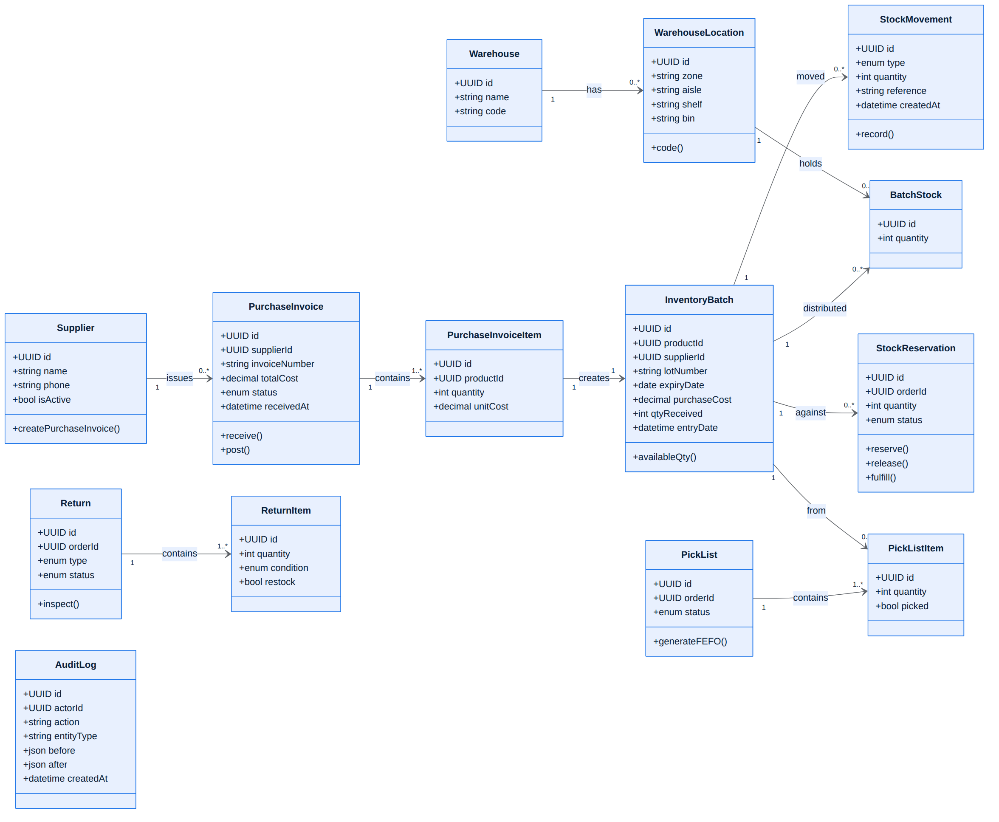 StockMovement
+UUID id
+enum type
+int quantity
+string reference
+datetime createdAt
+record()
WarehouseLocation
+UUID id
+string zone
+string aisle
+string shelf
+string bin
+code()
Warehouse
+UUID id
+string name
+string code
1
has
0..*
moved
0..*
1
1
holds
0..
BatchStock
+UUID id
+int quantity
0..*
distributed
1
InventoryBatch
+UUID id
+UUID productId
+UUID supplierId
+string lotNumber
+date expiryDate
+decimal purchaseCost
+int qtyReceived
+datetime entryDate
+availableQty()
Supplier
+UUID id
+string name
+string phone
+bool isActive
+createPurchaseInvoice()
1
issues
0..*
PurchaseInvoice
+UUID id
+UUID supplierId
+string invoiceNumber
+decimal totalCost
+enum status
+datetime receivedAt
+receive()
+post()
1
contains
1..*
PurchaseInvoiceItem
+UUID id
+UUID productId
+int quantity
+decimal unitCost
1
creates
1
StockReservation
+UUID id
+UUID orderId
+int quantity
+enum status
+reserve()
+release()
+fulfill()
1
against
0..*
1
from
0.
Return
+UUID id
+UUID orderId
+enum type
+enum status
+inspect()
1
contains
1..*
ReturnItem
+UUID id
+int quantity
+enum condition
+bool restock
PickList
+UUID id
+UUID orderId
+enum status
+generateFEFO()
1
contains
1..*
PickListItem
+UUID id
+int quantity
+bool picked
AuditLog
+UUID id
+UUID actorId
+string action
+string entityType
+json before
+json after
+datetime createdAt